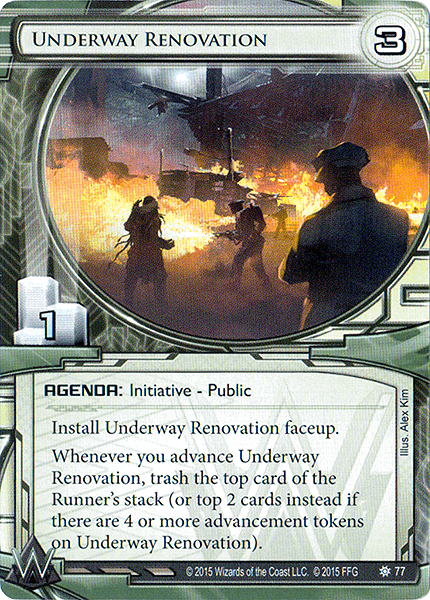 UNDERWAY RENOVATION
3
1
AGENDA: Initiative - Public
Install Underway Renovation faceup.
Whenever you advance Underway
Renovation, trash the top card of the
Runner's stack (or top 2 cards instead if
there are 4 or more advancement tokens
on Underway Renovation).
Illus. Alex Kim
© 2015 Wizards of the Coast LLC. © 2015 FFG
77